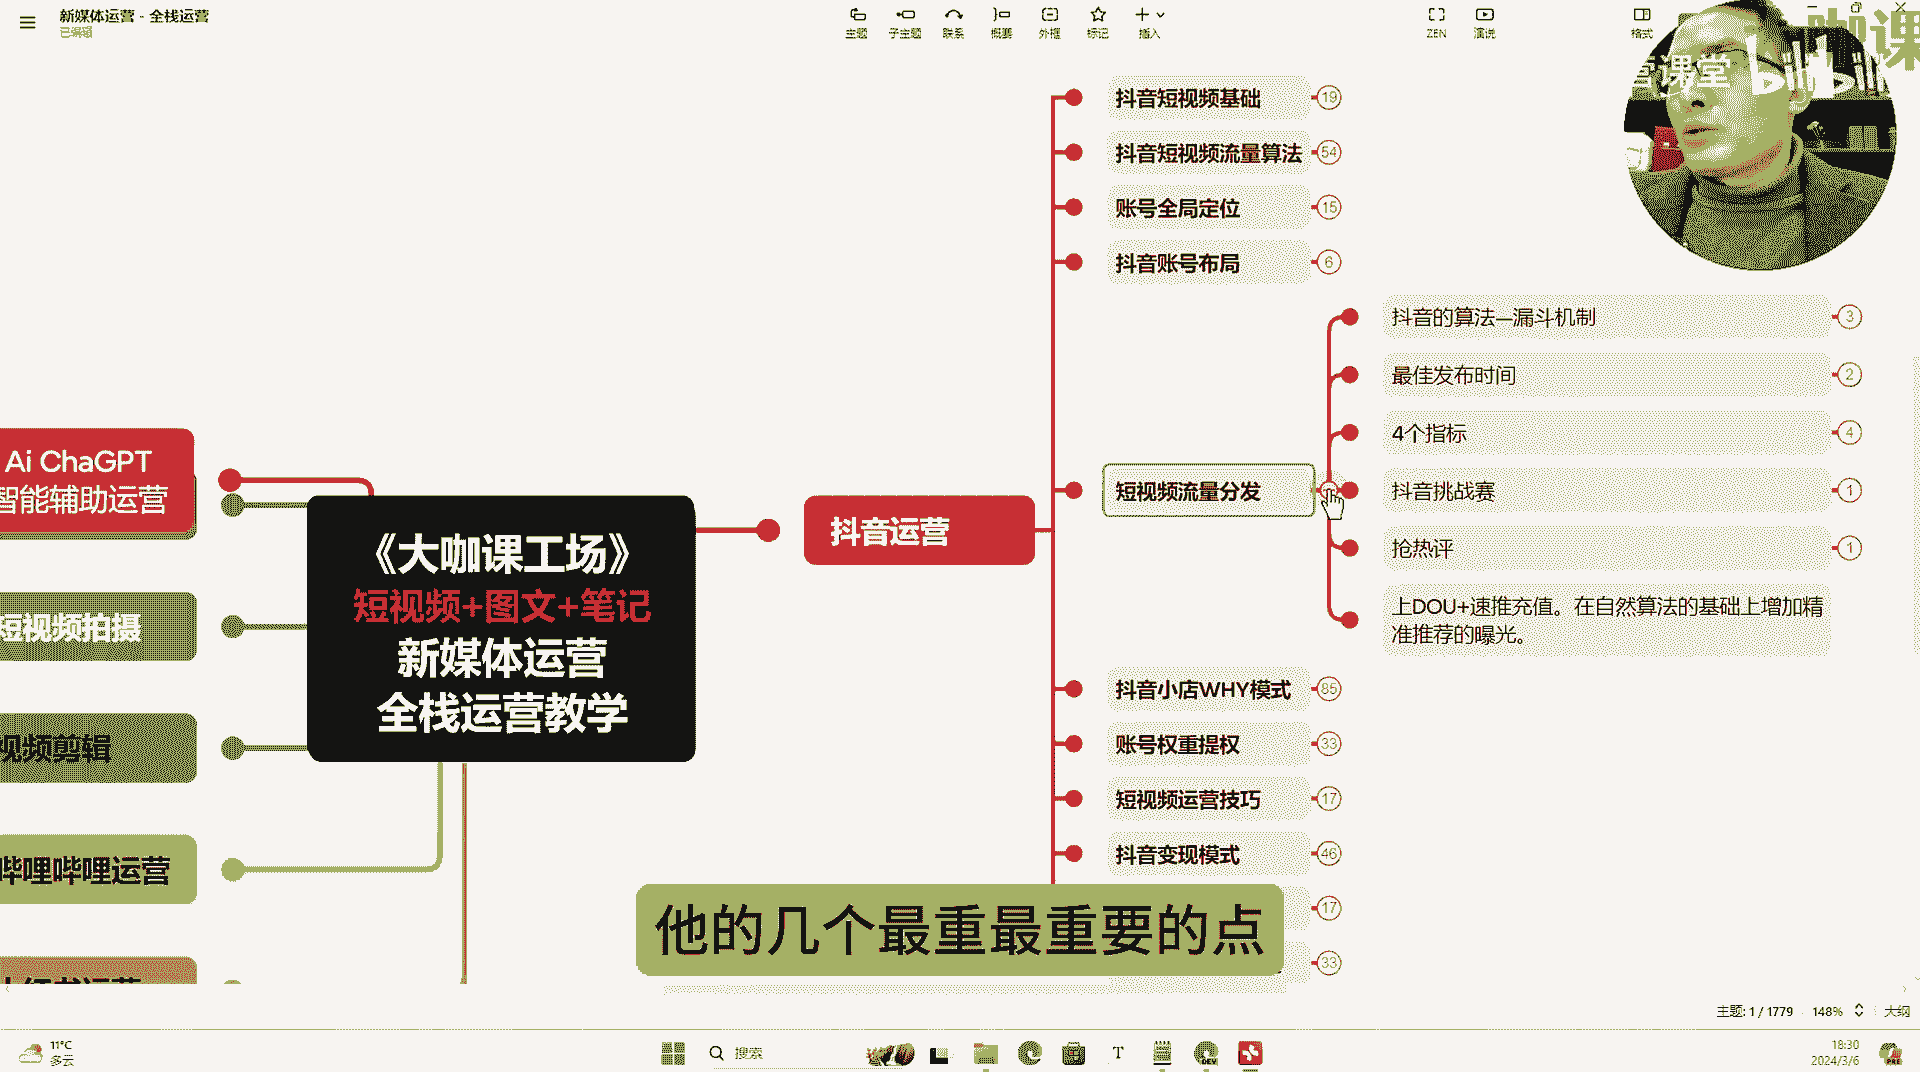 新媒体运营 - 全栈运营
已编辑
主题
子主题
联系
概要
外框
标记
插入
ZEN
演说
格式
咖课
课堂 bilibili
抖音短视频基础 19
抖音短视频流量算法 54
账号全局定位 15
抖音账号布局 6
抖音的算法—漏斗机制 3
最佳发布时间 2
4个指标 4
短视频流量分发
抖音挑战赛 1
抢热评 1
上DOU+速推充值。在自然算法的基础上增加精
准推荐的曝光。
Ai ChaGPT
智能辅助运营
《大咖课工场》
短视频+图文+笔记
新媒体运营
全栈运营教学
抖音运营
短视频拍摄
视频剪辑
哔哩哔哩运营
抖音小店WHY模式 85
账号权重提权 33
短视频运营技巧 17
抖音变现模式 46
17
33
他的几个最重最重要的点
主题: 1 / 1779
148%
大纲
11°C
多云
搜索
18:30
2024/3/6